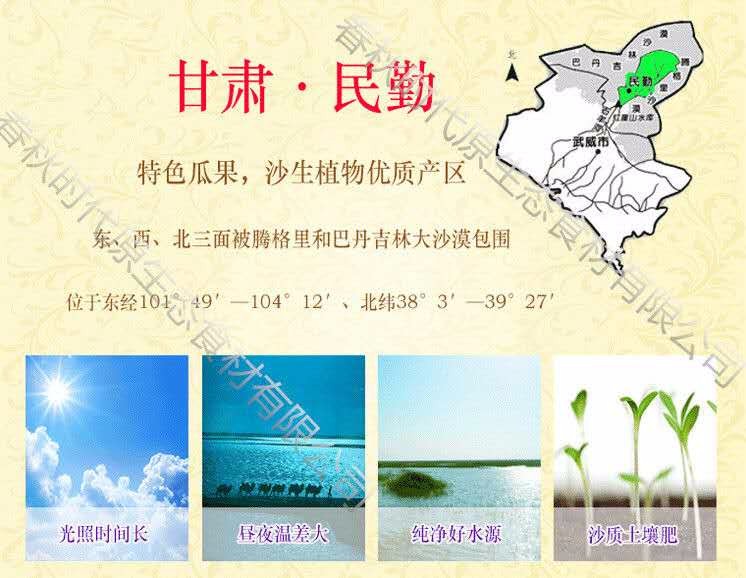 甘肃·民勤
特色瓜果，沙生植物优质产区
东、西、北三面被腾格里和巴丹吉林大沙漠包围
位于东经101°49′—104°12′、北纬38°3′—39°27′
北
巴丹吉林沙漠
腾格里沙漠
民勤
红崖山水库
武威市
光照时间长
昼夜温差大
纯净好水源
沙质土壤肥
春秋时代原生态食材有限公司
春秋时代原生态食材有限公司